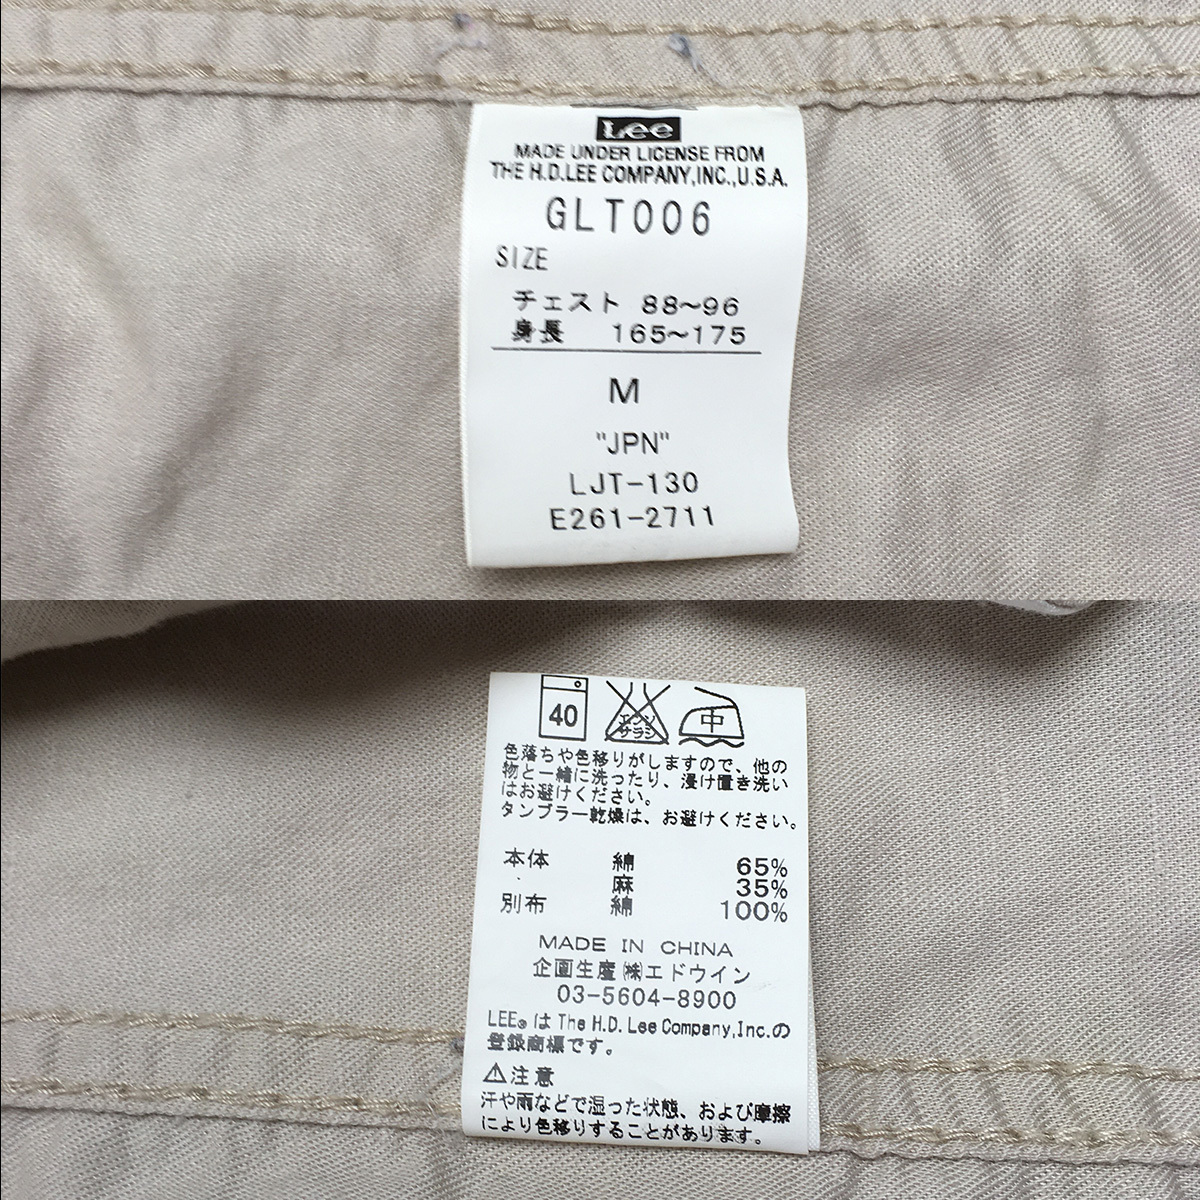 Lee
MADE UNDER LICENSE FROM
THE H.D.LEE COMPANY,INC.,U.S.A.
GLT006
SIZE
チェスト 88~96
身長 165~175
M
"JPN"
LJT-130
E261-2711
40 エンソ 中
サラシ
色落ちや色移りがしますので、他の
物と一緒に洗ったり、浸け置き洗い
はお避けください。
タンブラー乾燥は、お避けください。
本体 綿 65%
麻 35%
別布 綿 100%
MADE IN CHINA
企画生産㈱エドウイン
03-5604-8900
LEE®は The H.D. Lee Company,Inc.の
登録商標です。
⚠注意
汗や雨などで湿った状態、および摩擦
により色移りすることがあります。